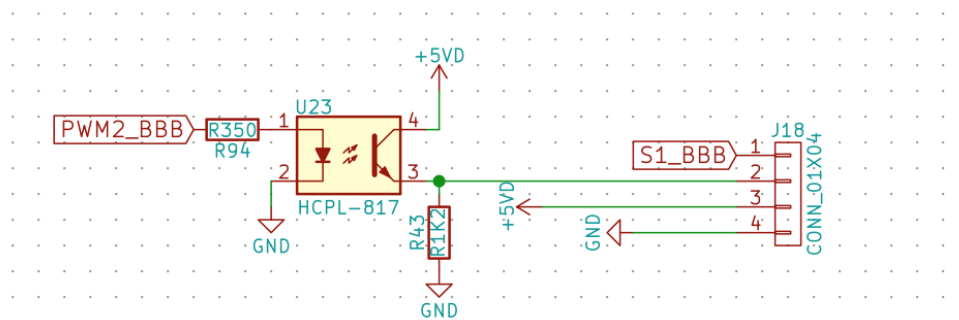 +5VD
U23
PWM2_BBB
R350
R94
1
2
4
3
HCPL-817
GND
R43
R1K2
GND
J18
S1_BBB
1
2
3
4
+5VD
GND
CONN_01X04